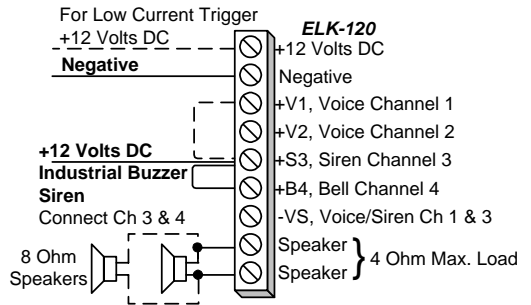 For Low Current Trigger
+12 Volts DC
Negative
+12 Volts DC
Industrial Buzzer
Siren
Connect Ch 3 & 4
8 Ohm
Speakers
ELK-120
+12 Volts DC
Negative
+V1, Voice Channel 1
+V2, Voice Channel 2
+S3, Siren Channel 3
+B4, Bell Channel 4
-VS, Voice/Siren Ch 1 & 3
Speaker
Speaker
4 Ohm Max. Load